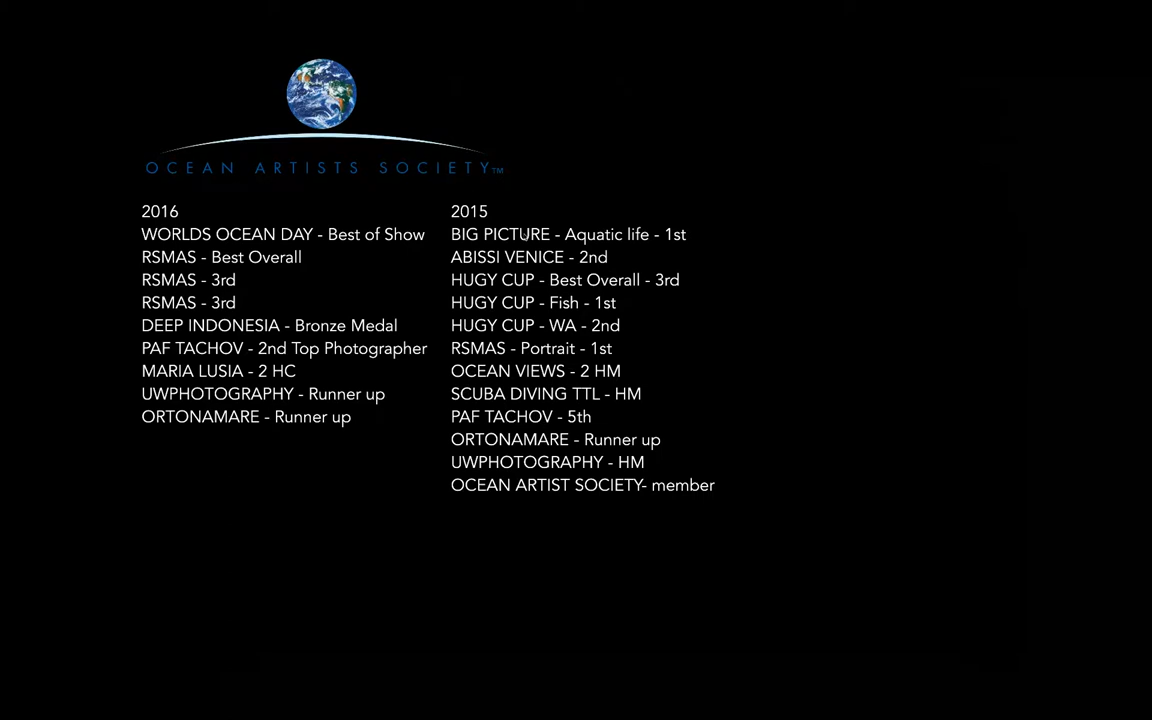 OCEAN ARTISTS SOCIETY™
2016
WORLDS OCEAN DAY - Best of Show
RSMAS - Best Overall
RSMAS - 3rd
RSMAS - 3rd
DEEP INDONESIA - Bronze Medal
PAF TACHOV - 2nd Top Photographer
MARIA LUSIA - 2 HC
UWPHOTOGRAPHY - Runner up
ORTONAMARE - Runner up
2015
BIG PICTURE - Aquatic life - 1st
ABISSI VENICE - 2nd
HUGY CUP - Best Overall - 3rd
HUGY CUP - Fish - 1st
HUGY CUP - WA - 2nd
RSMAS - Portrait - 1st
OCEAN VIEWS - 2 HM
SCUBA DIVING TTL - HM
PAF TACHOV - 5th
ORTONAMARE - Runner up
UWPHOTOGRAPHY - HM
OCEAN ARTIST SOCIETY- member